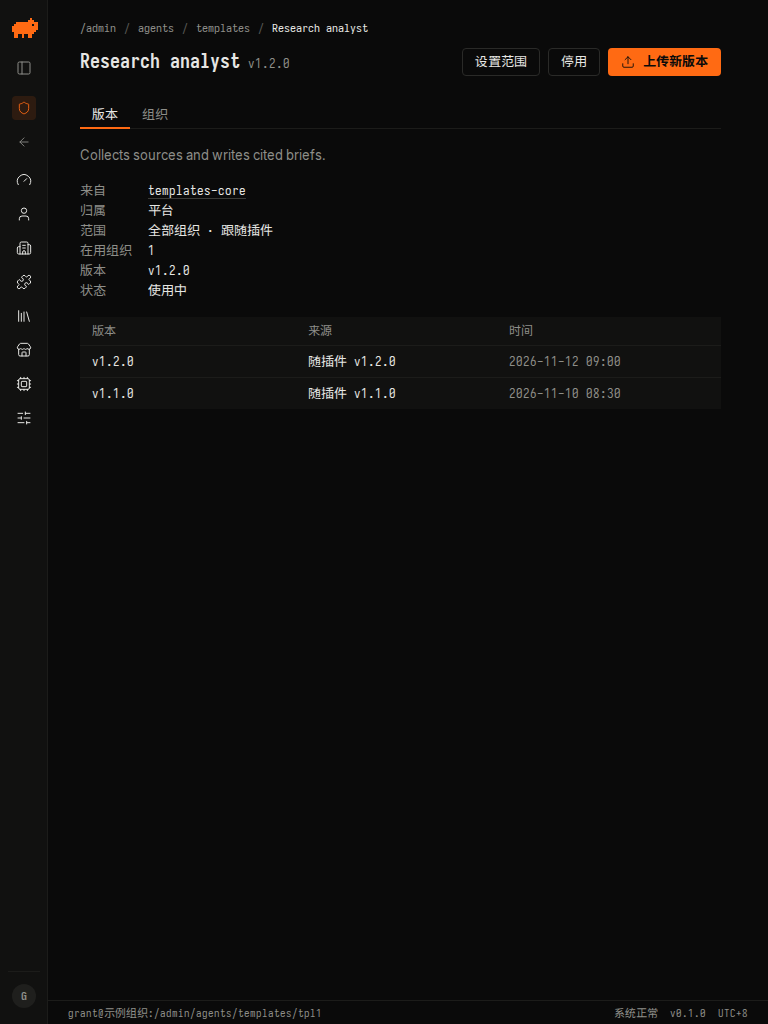 /admin / agents / templates / Research analyst
Research analyst v1.2.0
设置范围 停用 上传新版本
版本 组织
Collects sources and writes cited briefs.
来自 templates-core
归属 平台
范围 全部组织 · 跟随插件
在用组织 1
版本 v1.2.0
状态 使用中
版本 来源 时间
v1.2.0 随插件 v1.2.0 2026-11-12 09:00
v1.1.0 随插件 v1.1.0 2026-11-10 08:30
G
grant@示例组织:/admin/agents/templates/tpl1 系统正常 v0.1.0 UTC+8